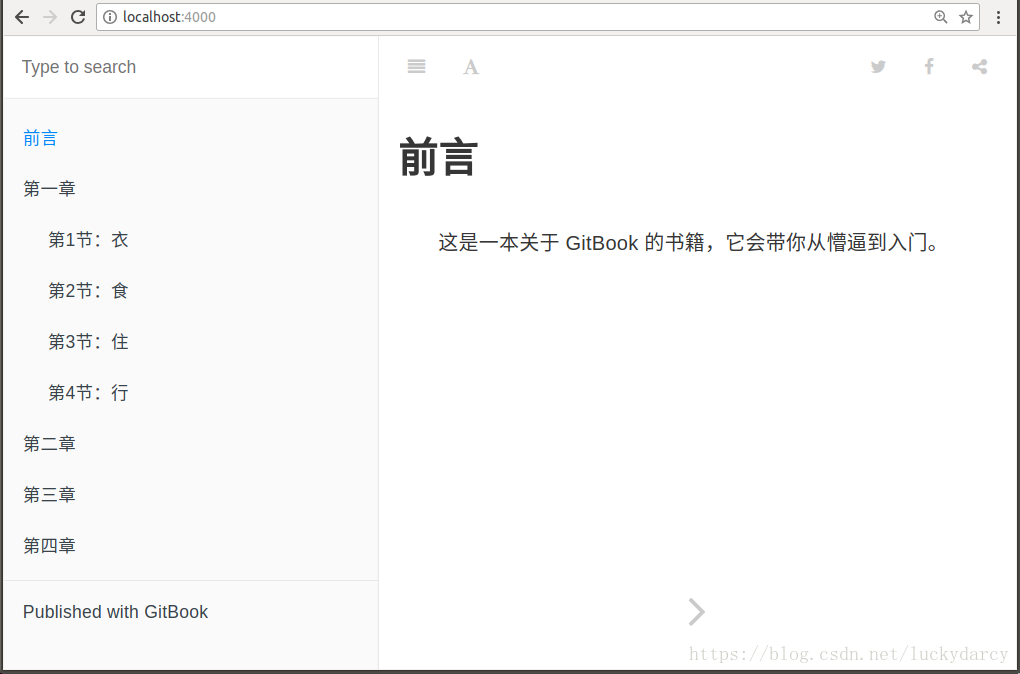 localhost:4000
Type to search
前言
第一章
第1节：衣
第2节：食
第3节：住
第4节：行
第二章
第三章
第四章
Published with GitBook
A
前言
这是一本关于 GitBook 的书籍，它会带你从懵逼到入门。
https://blog.csdn.net/luckydarcy